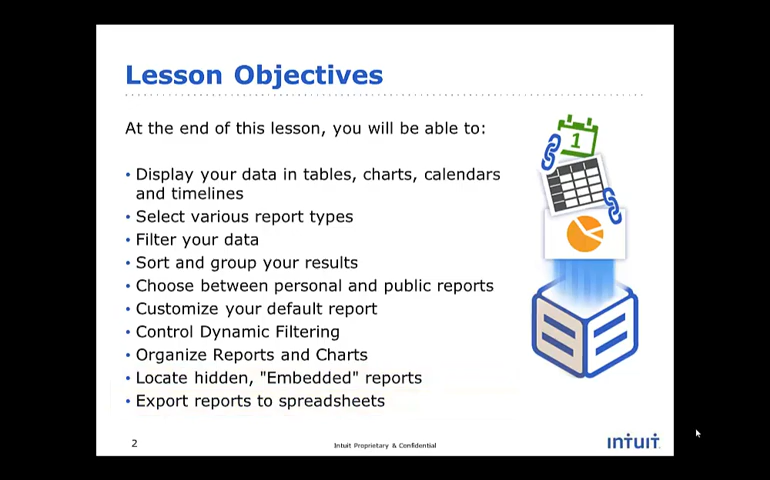 Lesson Objectives
At the end of this lesson, you will be able to:
• Display your data in tables, charts, calendars
and timelines
• Select various report types
• Filter your data
• Sort and group your results
• Choose between personal and public reports
• Customize your default report
• Control Dynamic Filtering
• Organize Reports and Charts
• Locate hidden, "Embedded" reports
• Export reports to spreadsheets
1
2
Intuit Proprietary & Confidential
intuit